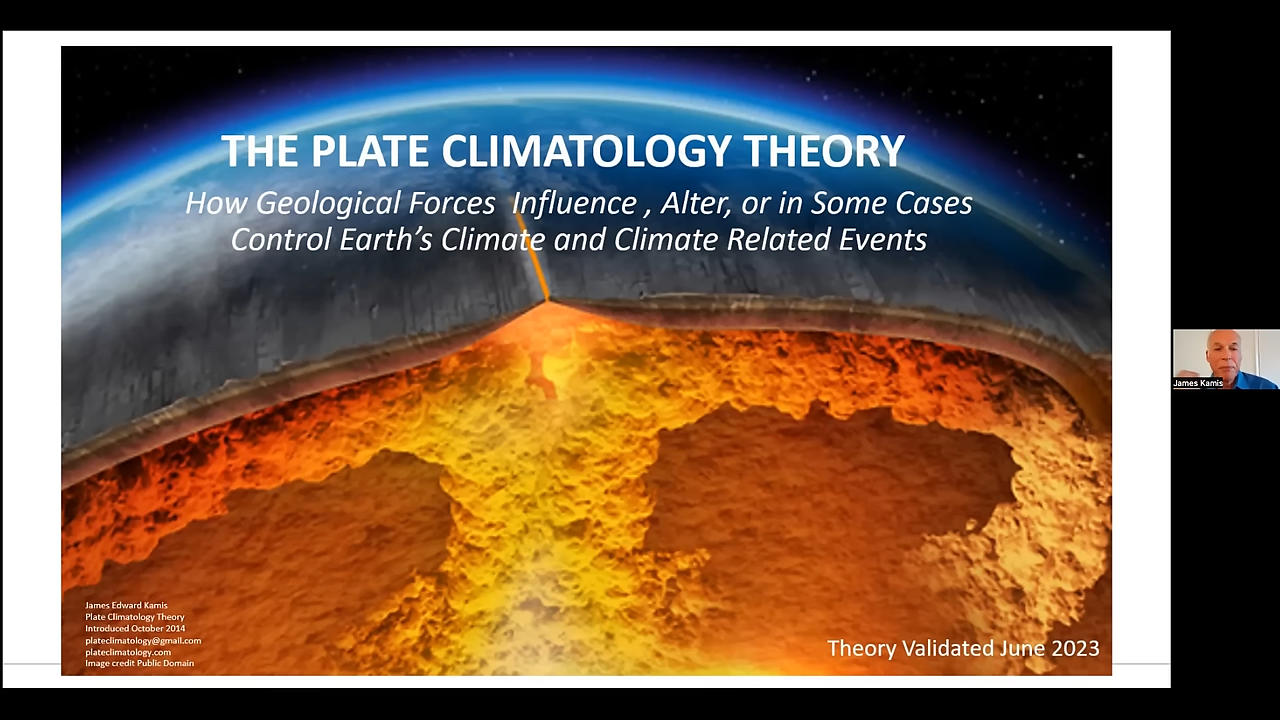 THE PLATE CLIMATOLOGY THEORY
How Geological Forces Influence , Alter, or in Some Cases
Control Earth's Climate and Climate Related Events
James Edward Kamis
Plate Climatology Theory
Introduced October 2014
plateclimatology@gmail.com
plateclimatology.com
Image credit Public Domain
Theory Validated June 2023
James Kamis